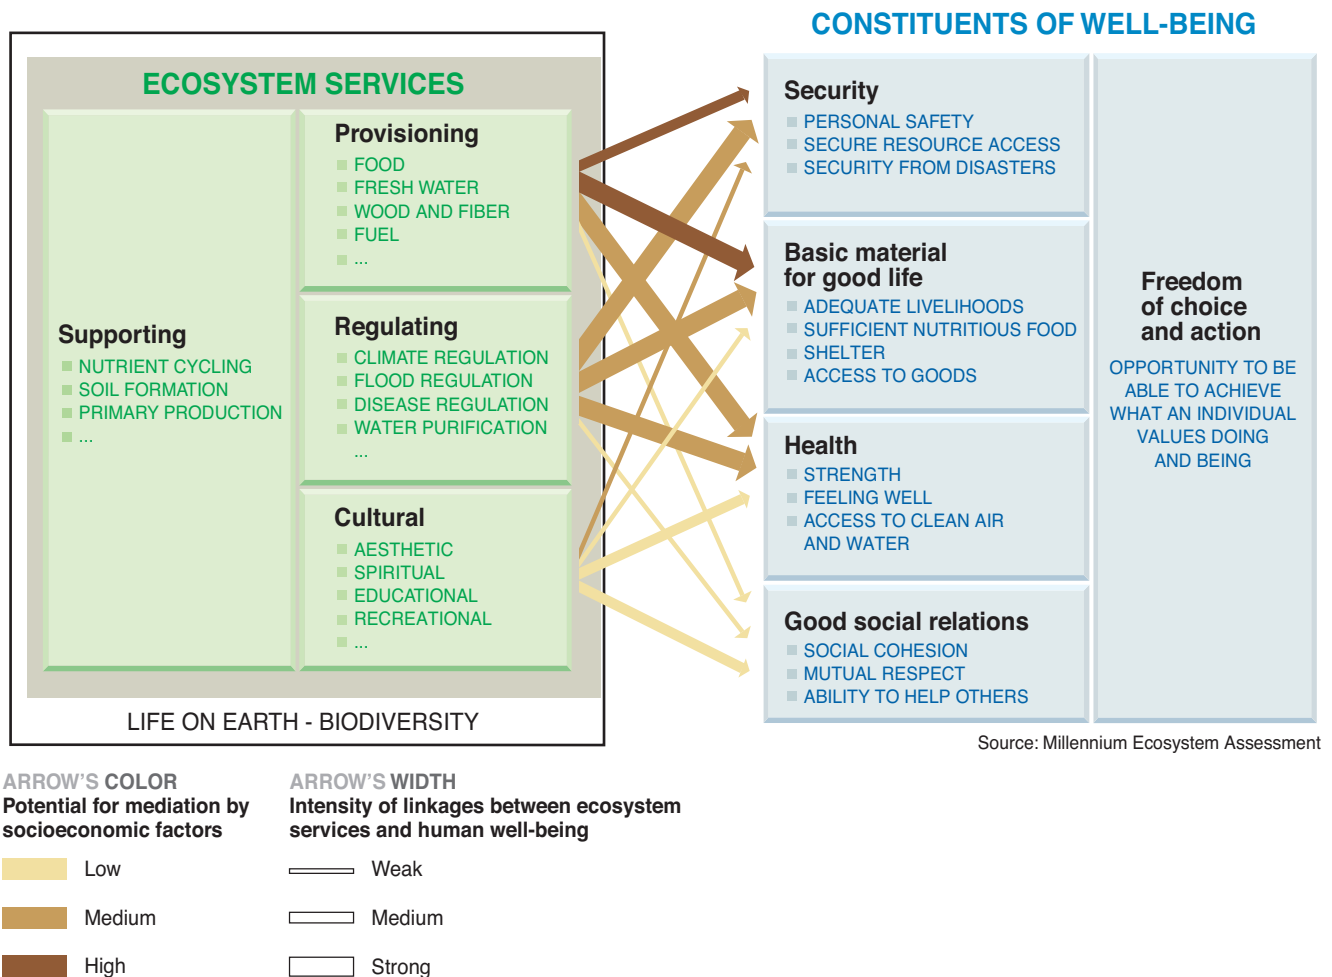 CONSTITUENTS OF WELL-BEING
ECOSYSTEM SERVICES
Supporting
NUTRIENT CYCLING
SOIL FORMATION
PRIMARY PRODUCTION
...
Provisioning
FOOD
FRESH WATER
WOOD AND FIBER
FUEL
...
Regulating
CLIMATE REGULATION
FLOOD REGULATION
DISEASE REGULATION
WATER PURIFICATION
...
Cultural
AESTHETIC
SPIRITUAL
EDUCATIONAL
RECREATIONAL
...
LIFE ON EARTH - BIODIVERSITY
Security
PERSONAL SAFETY
SECURE RESOURCE ACCESS
SECURITY FROM DISASTERS
Basic material
for good life
ADEQUATE LIVELIHOODS
SUFFICIENT NUTRITIOUS FOOD
SHELTER
ACCESS TO GOODS
Health
STRENGTH
FEELING WELL
ACCESS TO CLEAN AIR
AND WATER
Good social relations
SOCIAL COHESION
MUTUAL RESPECT
ABILITY TO HELP OTHERS
Freedom
of choice
and action
OPPORTUNITY TO BE
ABLE TO ACHIEVE
WHAT AN INDIVIDUAL
VALUES DOING
AND BEING
Source: Millennium Ecosystem Assessment
ARROW'S COLOR
Potential for mediation by
socioeconomic factors
Low
Medium
High
ARROW'S WIDTH
Intensity of linkages between ecosystem
services and human well-being
Weak
Medium
Strong